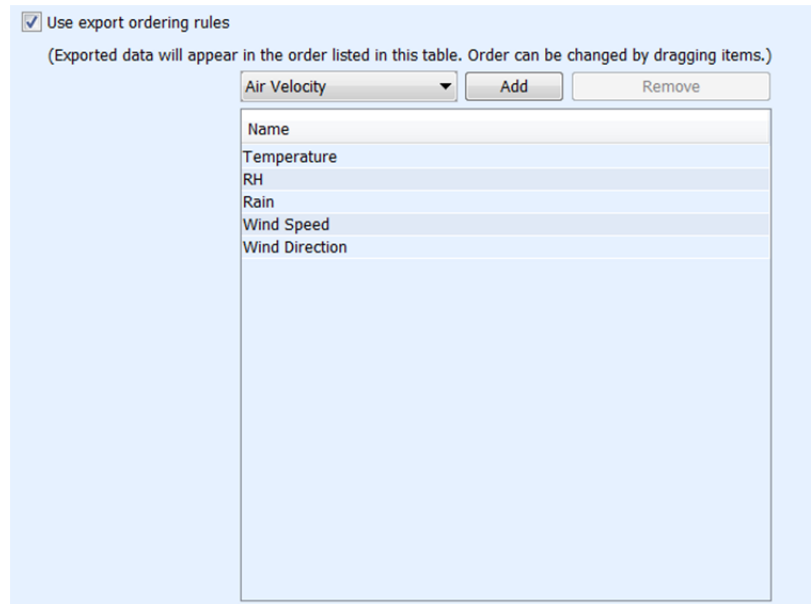 Use export ordering rules
(Exported data will appear in the order listed in this table. Order can be changed by dragging items.)
Air Velocity Add Remove
Name
Temperature
RH
Rain
Wind Speed
Wind Direction